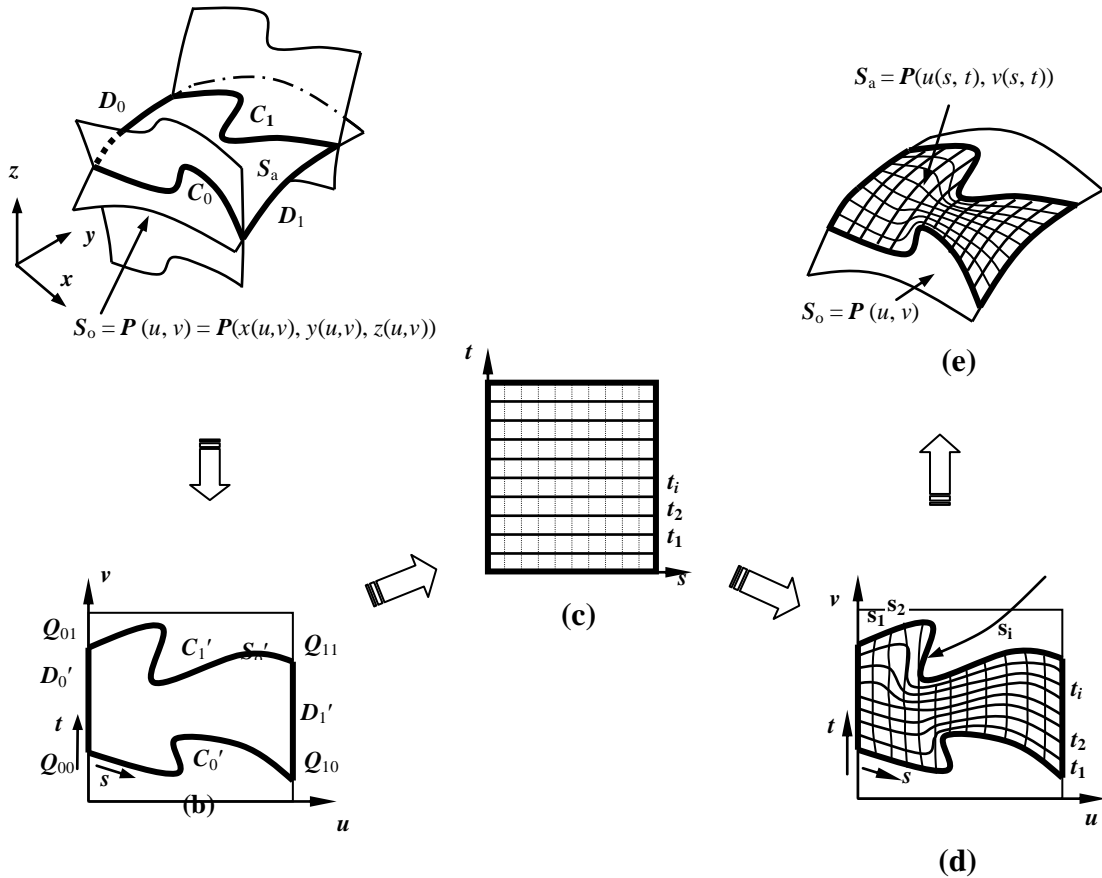 D₀
C₁
Sₐ
C₀
D₁
z
y
x
Sₒ = P (u, v) = P(x(u,v), y(u,v), z(u,v))
Sₐ = P(u(s, t), v(s, t))
Sₒ = P (u, v)
(e)
t
tᵢ
t₂
t₁
s
(c)
v
Q₀₁
C₁′
Q₁₁
D₀′
D₁′
t
Q₀₀
C₀′
Q₁₀
s
(b)
u
v
s₁ s₂
sᵢ
tᵢ
t
t₂
s
t₁
u
(d)